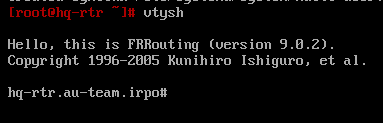 [root@hq-rtr ~]# vtysh
Hello, this is FRRouting (version 9.0.2).
Copyright 1996-2005 Kunihiro Ishiguro, et al.
hq-rtr.au-team.irpo#